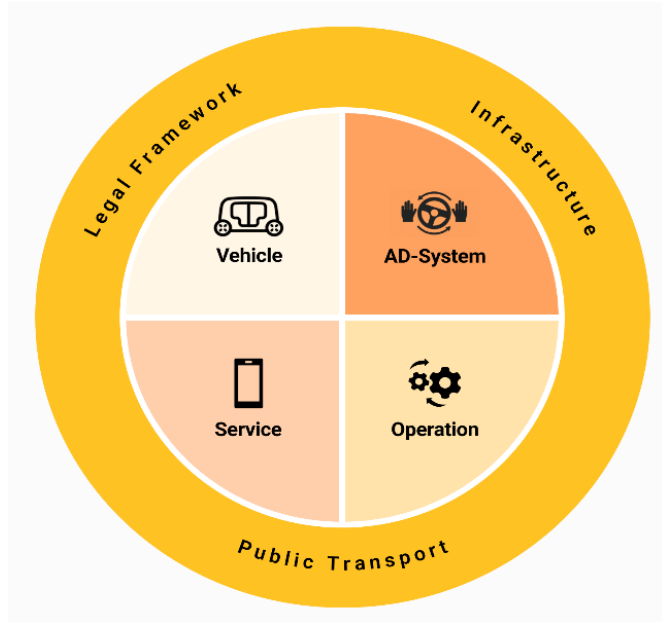 Legal Framework
Infrastructure
Vehicle
AD-System
Service
Operation
Public Transport